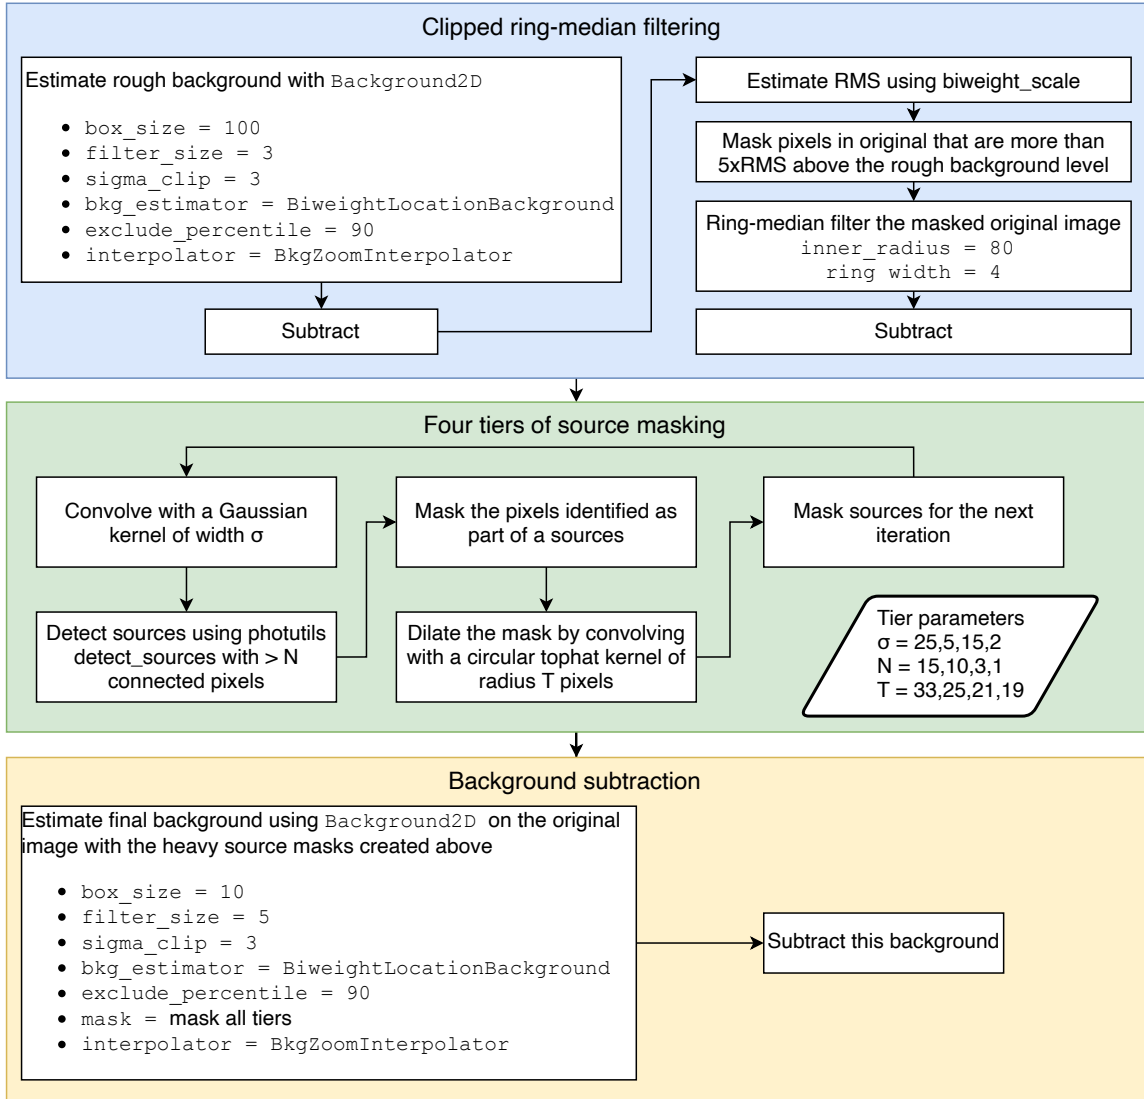 Clipped ring-median filtering
Estimate rough background with Background2D
• box_size = 100
• filter_size = 3
• sigma_clip = 3
• bkg_estimator = BiweightLocationBackground
• exclude_percentile = 90
• interpolator = BkgZoomInterpolator
Subtract
Estimate RMS using biweight_scale
Mask pixels in original that are more than
5xRMS above the rough background level
Ring-median filter the masked original image
inner_radius = 80
ring width = 4
Subtract
Four tiers of source masking
Convolve with a Gaussian
kernel of width σ
Detect sources using photutils
detect_sources with > N
connected pixels
Mask the pixels identified as
part of a sources
Dilate the mask by convolving
with a circular tophat kernel of
radius T pixels
Mask sources for the next
iteration
Tier parameters
σ = 25,5,15,2
N = 15,10,3,1
T = 33,25,21,19
Background subtraction
Estimate final background using Background2D on the original
image with the heavy source masks created above
• box_size = 10
• filter_size = 5
• sigma_clip = 3
• bkg_estimator = BiweightLocationBackground
• exclude_percentile = 90
• mask = mask all tiers
• interpolator = BkgZoomInterpolator
Subtract this background